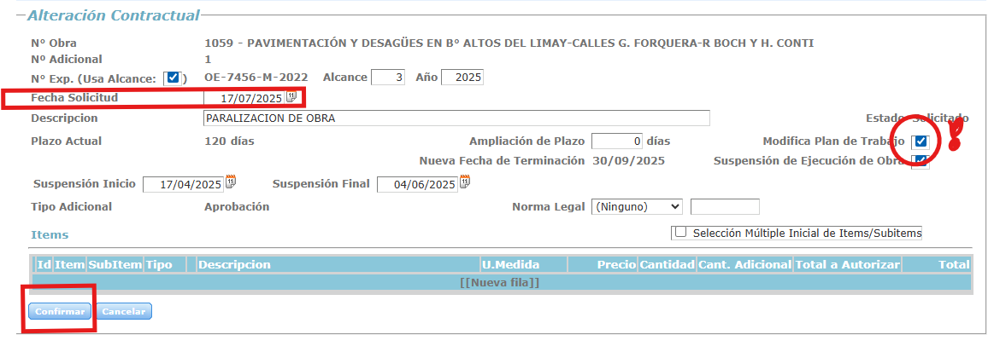 Alteración Contractual
Nº Obra 1059 - PAVIMENTACIÓN Y DESAGÜES EN Bº ALTOS DEL LIMAY-CALLES G. FORQUERA-R BOCH Y H. CONTI
Nº Adicional 1
Nº Exp. (Usa Alcance: ) OE-7456-M-2022 Alcance 3 Año 2025
Fecha Solicitud 17/07/2025
Descripcion PARALIZACION DE OBRA Estado Solicitado
Plazo Actual 120 días Ampliación de Plazo 0 días Modifica Plan de Trabajo
Nueva Fecha de Terminación 30/09/2025 Suspensión de Ejecución de Obra
Suspensión Inicio 17/04/2025 Suspensión Final 04/06/2025
Tipo Adicional Aprobación Norma Legal (Ninguno)
Items Selección Múltiple Inicial de Items/Subitems
Id Item SubItem Tipo Descripcion U.Medida Precio Cantidad Cant. Adicional Total a Autorizar Total
[[Nueva fila]]
Confirmar Cancelar